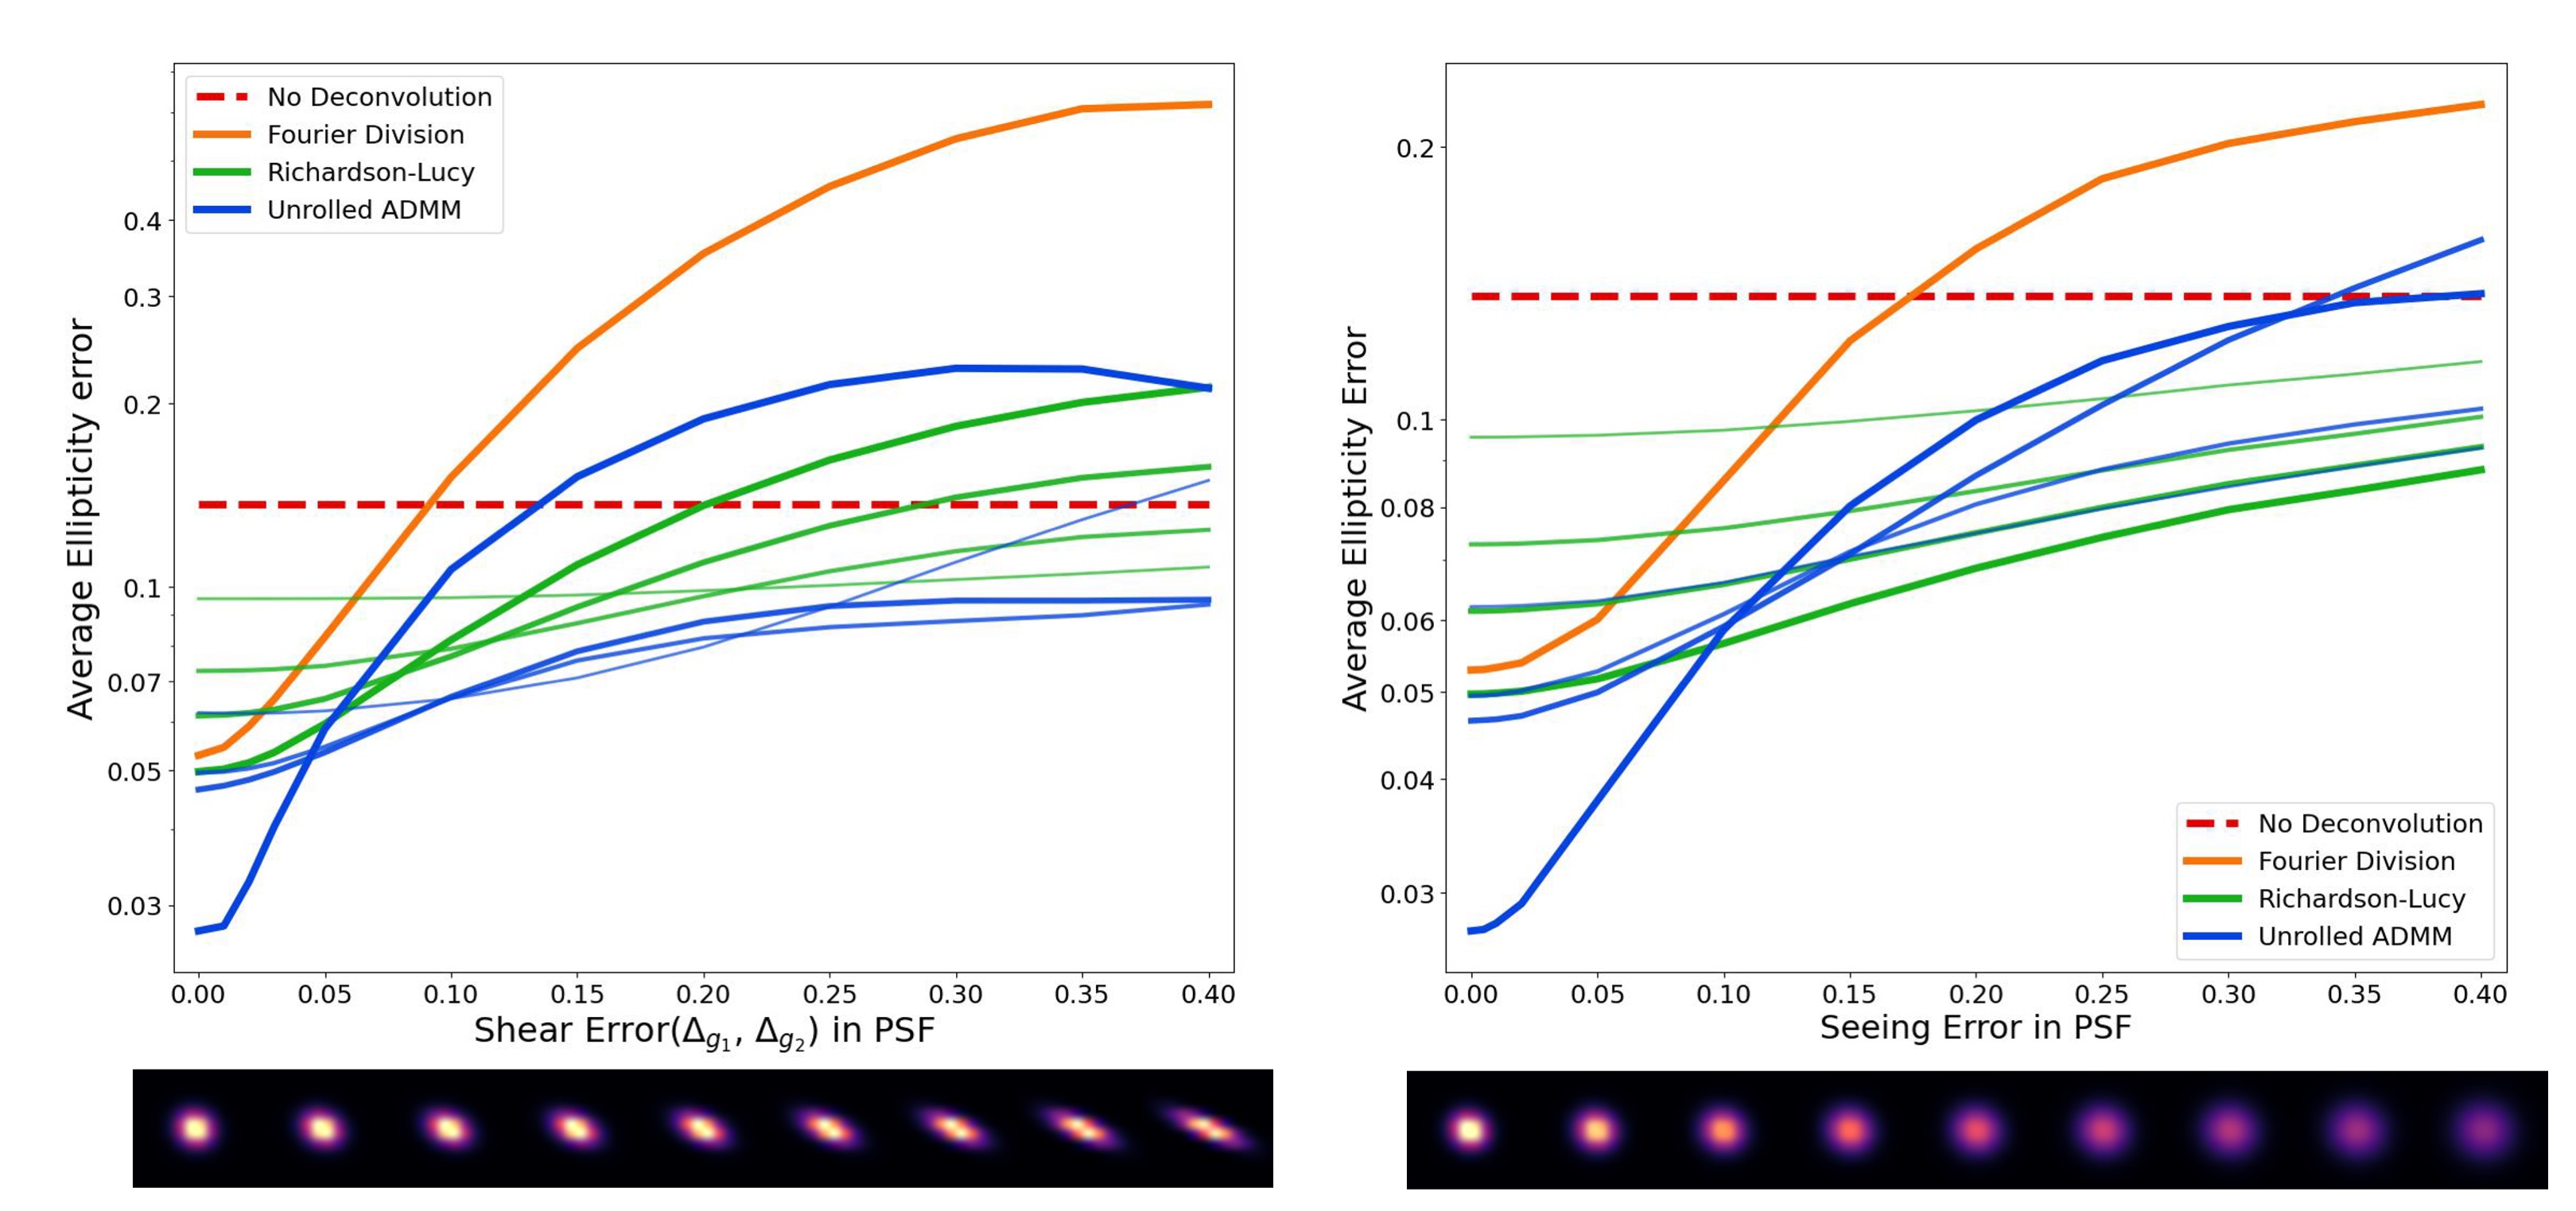 No Deconvolution
Fourier Division
Richardson-Lucy
Unrolled ADMM
Average Ellipticity error
0.4
0.3
0.2
0.1
0.07
0.05
0.03
0.00 0.05 0.10 0.15 0.20 0.25 0.30 0.35 0.40
Shear Error(Δg₁, Δg₂) in PSF
Average Ellipticity Error
0.2
0.1
0.08
0.06
0.05
0.04
0.03
No Deconvolution
Fourier Division
Richardson-Lucy
Unrolled ADMM
0.00 0.05 0.10 0.15 0.20 0.25 0.30 0.35 0.40
Seeing Error in PSF